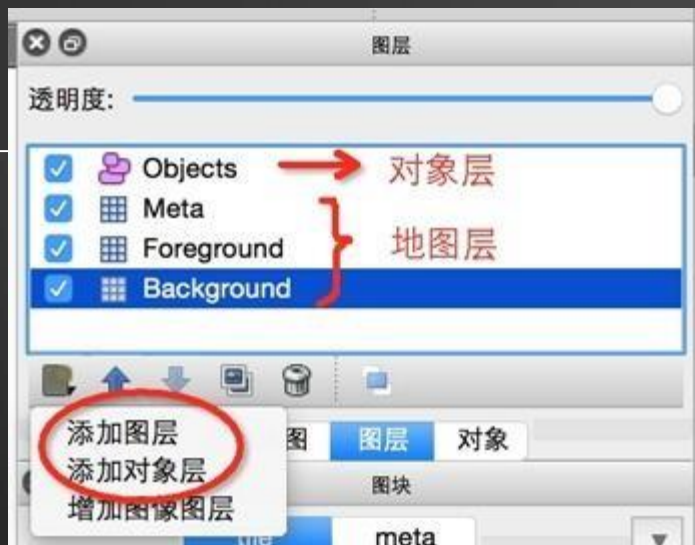 图层
透明度:
Objects 对象层
Meta
Foreground 地图层
Background
添加图层
图 图层 对象
添加对象层
图块
增加图像图层
meta